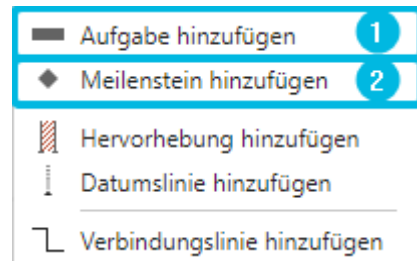 Aufgabe hinzufügen 1
Meilenstein hinzufügen 2
Hervorhebung hinzufügen
Datumslinie hinzufügen
Verbindungslinie hinzufügen